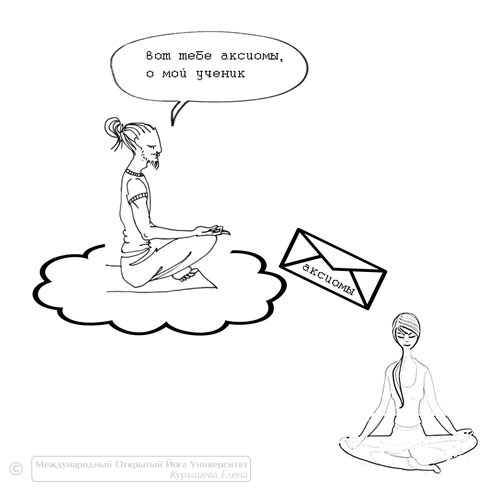 вот тебе аксиомы,
о мой ученик
аксиомы
© Международный Открытый Йога Университет
Курышева Елена